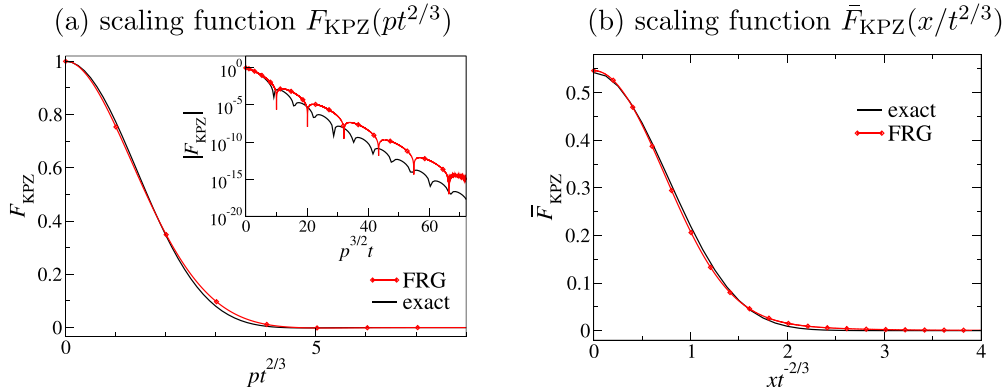 (a) scaling function F_KPZ(pt^{2/3})
1
0.8
0.6
0.4
0.2
0
F_KPZ
0
5
pt^{2/3}
10^0
10^{-5}
10^{-10}
10^{-15}
10^{-20}
|F_KPZ|
0
20
40
60
p^{3/2}t
FRG
exact
(b) scaling function F̄_KPZ(x/t^{2/3})
0.5
0.4
0.3
0.2
0.1
0
F̄_KPZ
exact
FRG
0
1
2
3
4
xt^{-2/3}